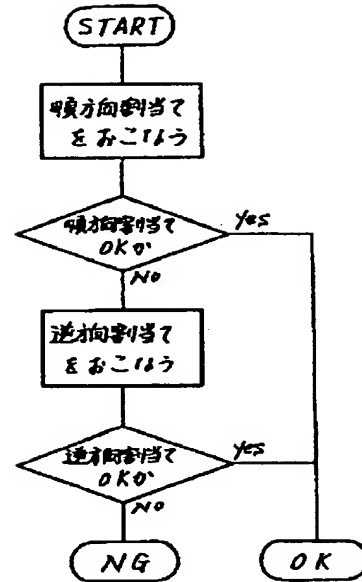 START
順方向割当て
をおこなう
順方向割当て
OKか
Yes
No
逆方向割当て
をおこなう
逆方向割当て
OKか
Yes
No
NG
OK